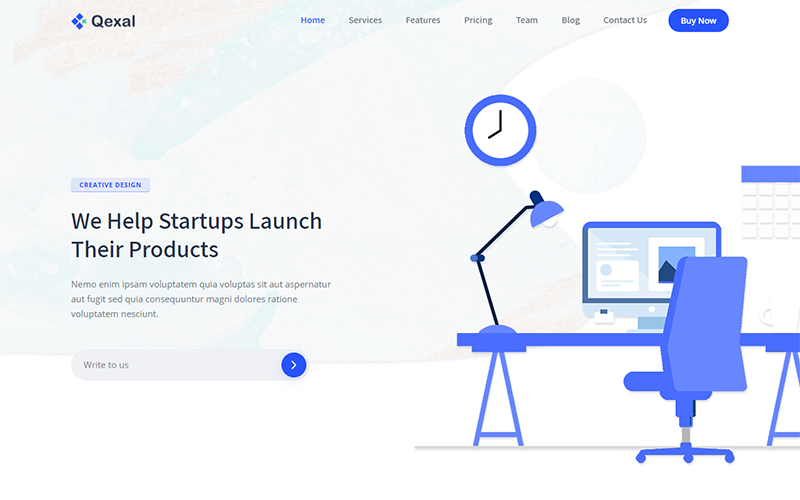 Qexal
Home Services Features Pricing Team Blog Contact Us Buy Now
CREATIVE DESIGN
We Help Startups Launch
Their Products
Nemo enim ipsam voluptatem quia voluptas sit aut aspernatur
aut fugit sed quia consequuntur magni dolores ratione
voluptatem nesciunt.
Write to us